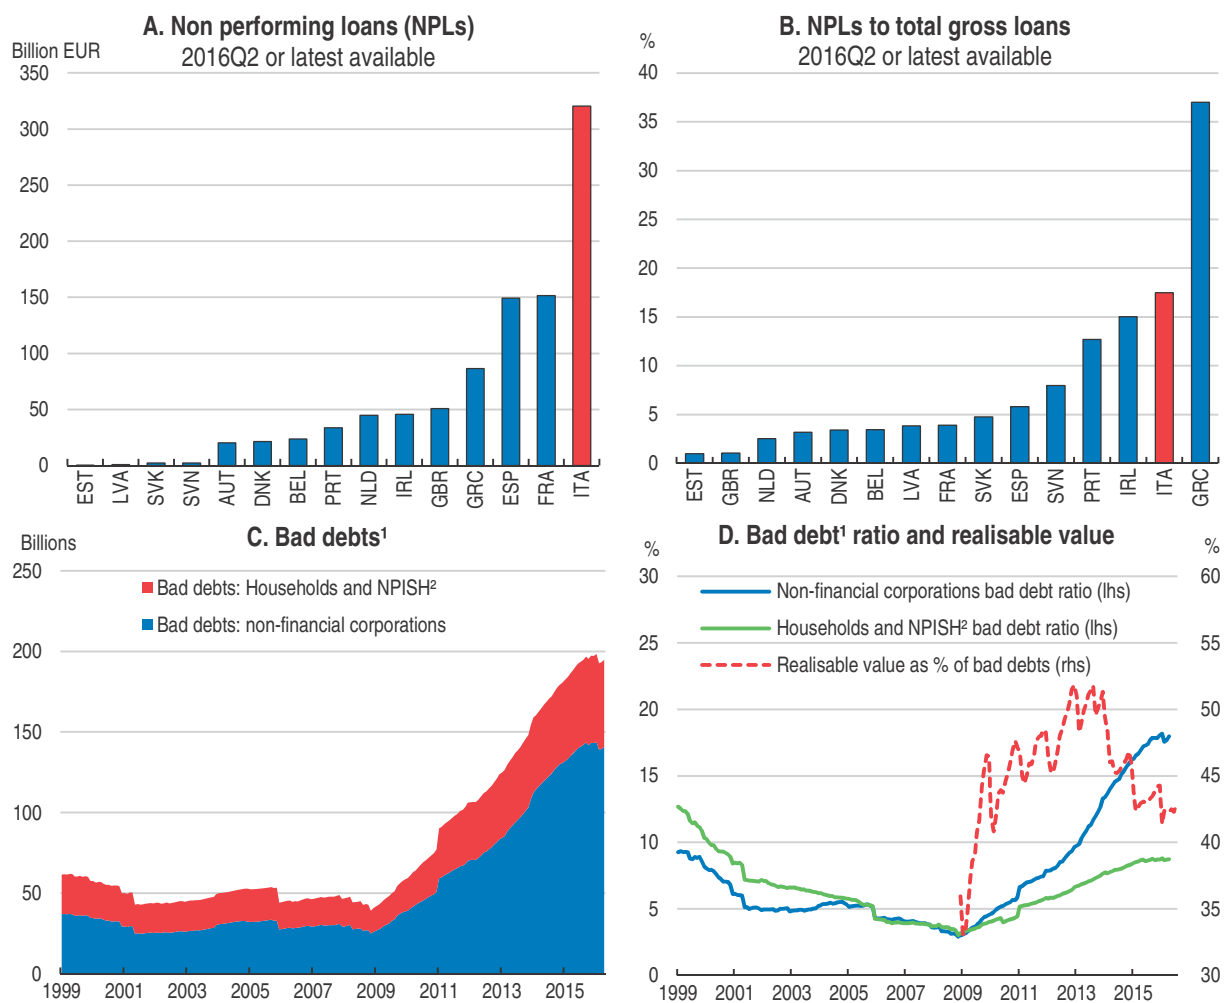 A. Non performing loans (NPLs)
2016Q2 or latest available
Billion EUR
350
300
250
200
150
100
50
0
EST LVA SVK SVN AUT DNK BEL PRT NLD IRL GBR GRC ESP FRA ITA
B. NPLs to total gross loans
2016Q2 or latest available
%
40
35
30
25
20
15
10
5
0
EST GBR NLD AUT DNK BEL LVA FRA SVK ESP SVN PRT IRL ITA GRC
C. Bad debts¹
Billions
250
200
150
100
50
0
Bad debts: Households and NPISH²
Bad debts: non-financial corporations
1999 2001 2003 2005 2007 2009 2011 2013 2015
D. Bad debt¹ ratio and realisable value
%
%
30
25
20
15
10
5
0
Non-financial corporations bad debt ratio (lhs)
Households and NPISH² bad debt ratio (lhs)
Realisable value as % of bad debts (rhs)
60
55
50
45
40
35
30
1999 2001 2003 2005 2007 2009 2011 2013 2015